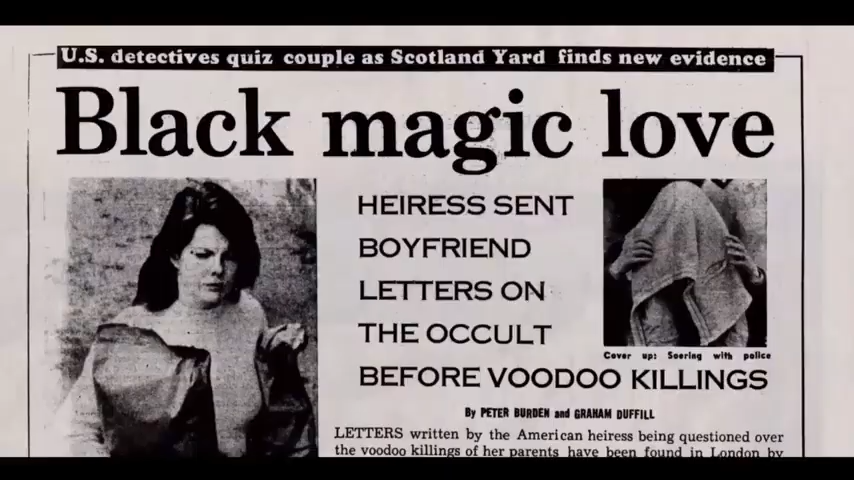 U.S. detectives quiz couple as Scotland Yard finds new evidence
Black magic love
HEIRESS SENT
BOYFRIEND
LETTERS ON
THE OCCULT
BEFORE VOODOO KILLINGS
Cover up: Soering with police
By PETER BURDEN and GRAHAM DUFFILL
LETTERS written by the American heiress being questioned over
the voodoo killings of her parents have been found in London by